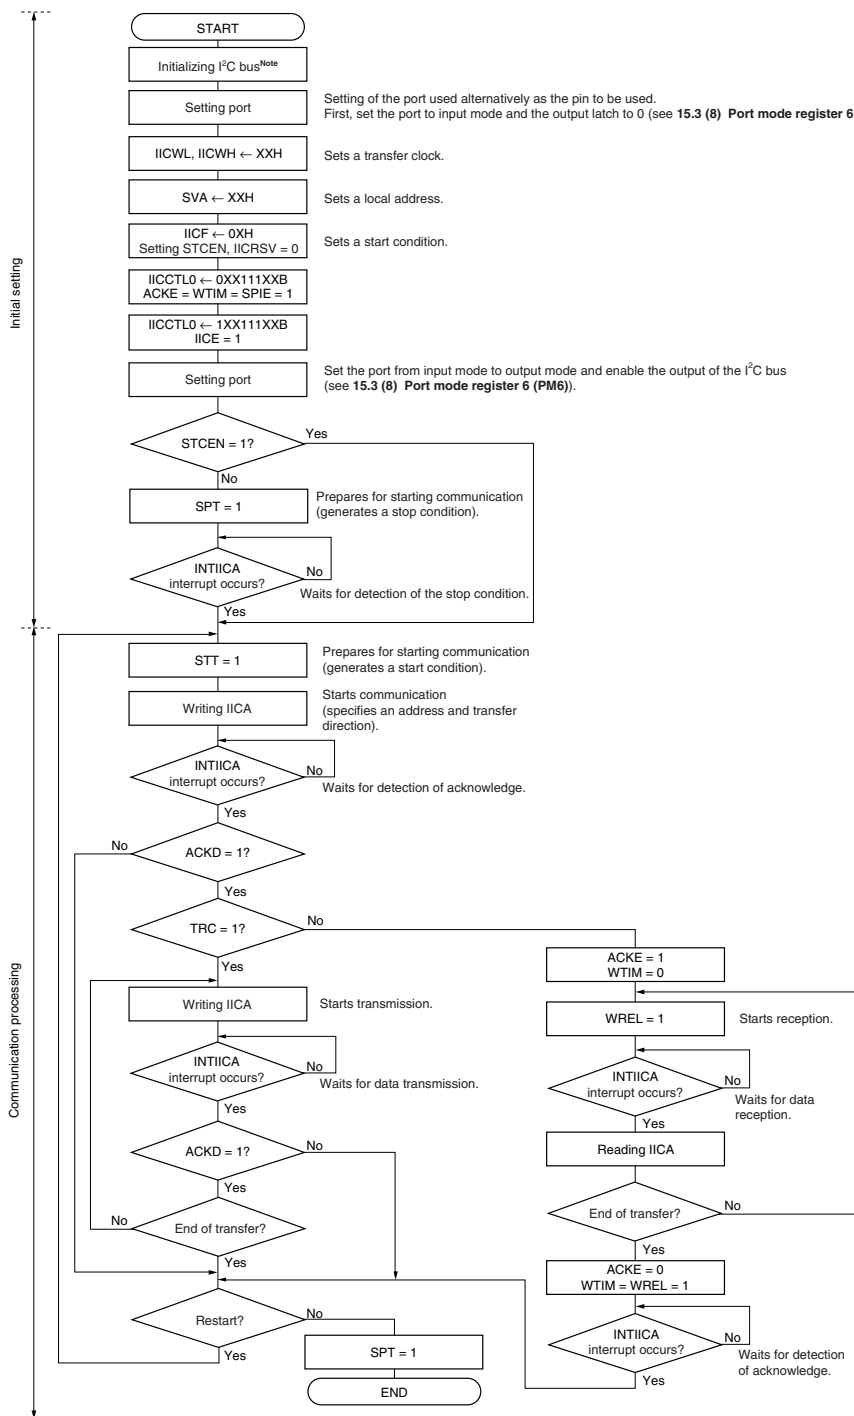 START
Initializing I²C busNote
Setting port
Setting of the port used alternatively as the pin to be used.
First, set the port to input mode and the output latch to 0 (see 15.3 (8) Port mode register 6
IICWL, IICWH ← XXH
Sets a transfer clock.
SVA ← XXH
Sets a local address.
IICF ← 0XH
Setting STCEN, IICRSV = 0
Sets a start condition.
IICCTL0 ← 0XX111XXB
ACKE = WTIM = SPIE = 1
IICCTL0 ← 1XX111XXB
IICE = 1
Initial setting
Setting port
Set the port from input mode to output mode and enable the output of the I²C bus
(see 15.3 (8) Port mode register 6 (PM6)).
STCEN = 1?
Yes
No
SPT = 1
Prepares for starting communication
(generates a stop condition).
INTIICA
interrupt occurs?
No
Waits for detection of the stop condition.
Yes
STT = 1
Prepares for starting communication
(generates a start condition).
Writing IICA
Starts communication
(specifies an address and transfer
direction).
INTIICA
interrupt occurs?
No
Waits for detection of acknowledge.
Yes
No
ACKD = 1?
Yes
TRC = 1?
No
Yes
Communication processing
Writing IICA
Starts transmission.
INTIICA
interrupt occurs?
No
Waits for data transmission.
Yes
ACKD = 1?
No
Yes
No
End of transfer?
Yes
Restart?
No
Yes
SPT = 1
END
ACKE = 1
WTIM = 0
WREL = 1
Starts reception.
INTIICA
interrupt occurs?
No
Waits for data
reception.
Yes
Reading IICA
End of transfer?
No
Yes
ACKE = 0
WTIM = WREL = 1
INTIICA
interrupt occurs?
No
Waits for detection
of acknowledge.
Yes